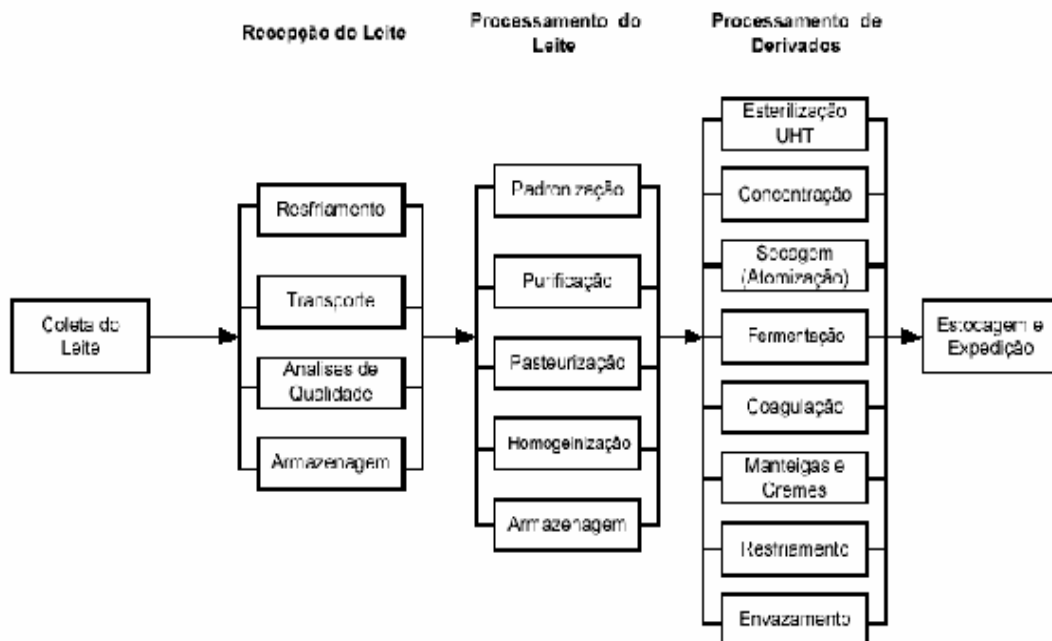 Recepção do Leite
Processamento do
Leite
Processamento de
Derivados
Coleta do
Leite
Resfriamento
Transporte
Analises de
Qualidade
Armazenagem
Padronização
Purificação
Pasteurização
Homogeinização
Armazenagem
Esterilização
UHT
Concentração
Secagem
(Atomização)
Fermentação
Coagulação
Manteigas e
Cremes
Resfriamento
Envazamento
Estocagem e
Expedição